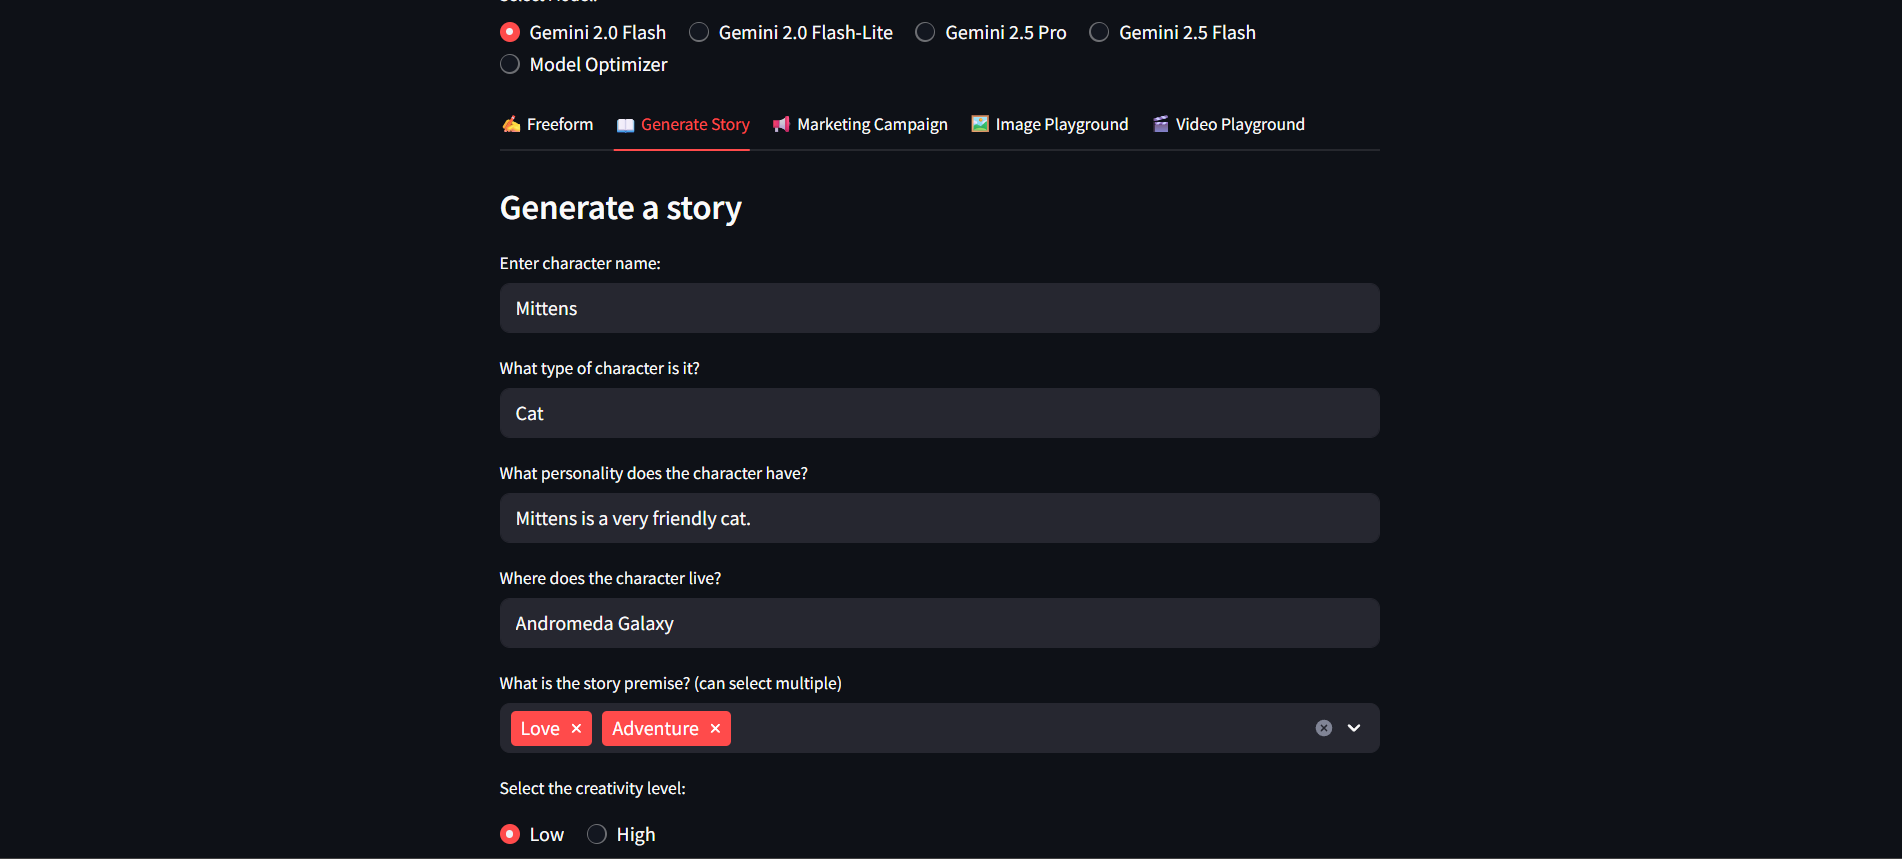 Gemini 2.0 Flash Gemini 2.0 Flash-Lite Gemini 2.5 Pro Gemini 2.5 Flash
Model Optimizer
Freeform Generate Story Marketing Campaign Image Playground Video Playground
Generate a story
Enter character name:
Mittens
What type of character is it?
Cat
What personality does the character have?
Mittens is a very friendly cat.
Where does the character live?
Andromeda Galaxy
What is the story premise? (can select multiple)
Love × Adventure ×
Select the creativity level:
Low High